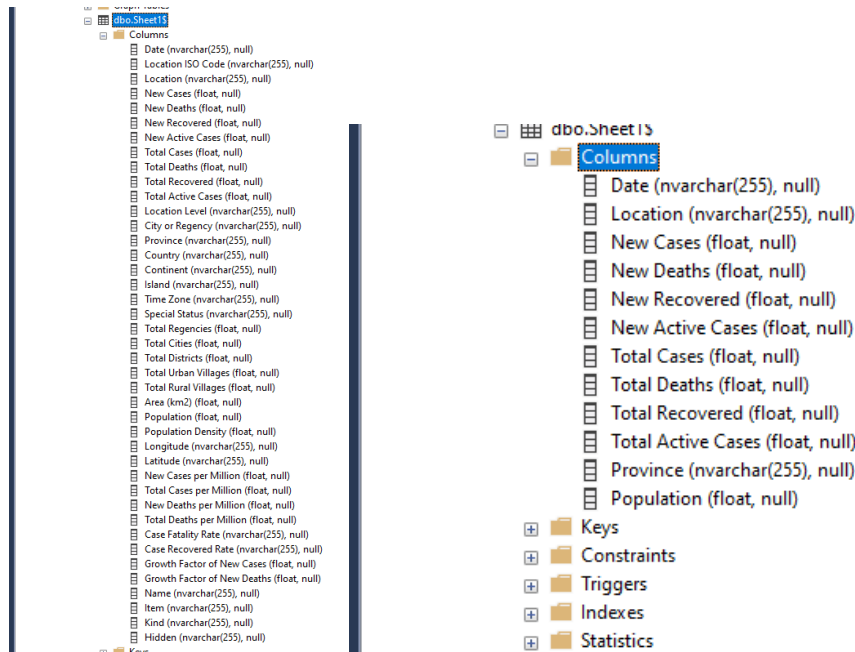 Graph Tables
dbo.Sheet1$
Columns
Date (nvarchar(255), null)
Location ISO Code (nvarchar(255), null)
Location (nvarchar(255), null)
New Cases (float, null)
New Deaths (float, null)
New Recovered (float, null)
New Active Cases (float, null)
Total Cases (float, null)
Total Deaths (float, null)
Total Recovered (float, null)
Total Active Cases (float, null)
Location Level (nvarchar(255), null)
City or Regency (nvarchar(255), null)
Province (nvarchar(255), null)
Country (nvarchar(255), null)
Continent (nvarchar(255), null)
Island (nvarchar(255), null)
Time Zone (nvarchar(255), null)
Special Status (nvarchar(255), null)
Total Regencies (float, null)
Total Cities (float, null)
Total Districts (float, null)
Total Urban Villages (float, null)
Total Rural Villages (float, null)
Area (km2) (float, null)
Population (float, null)
Population Density (float, null)
Longitude (nvarchar(255), null)
Latitude (nvarchar(255), null)
New Cases per Million (float, null)
Total Cases per Million (float, null)
New Deaths per Million (float, null)
Total Deaths per Million (float, null)
Case Fatality Rate (nvarchar(255), null)
Case Recovered Rate (nvarchar(255), null)
Growth Factor of New Cases (float, null)
Growth Factor of New Deaths (float, null)
Name (nvarchar(255), null)
Item (nvarchar(255), null)
Kind (nvarchar(255), null)
Hidden (nvarchar(255), null)
Keys
dbo.Sheet1$
Columns
Date (nvarchar(255), null)
Location (nvarchar(255), null)
New Cases (float, null)
New Deaths (float, null)
New Recovered (float, null)
New Active Cases (float, null)
Total Cases (float, null)
Total Deaths (float, null)
Total Recovered (float, null)
Total Active Cases (float, null)
Province (nvarchar(255), null)
Population (float, null)
Keys
Constraints
Triggers
Indexes
Statistics